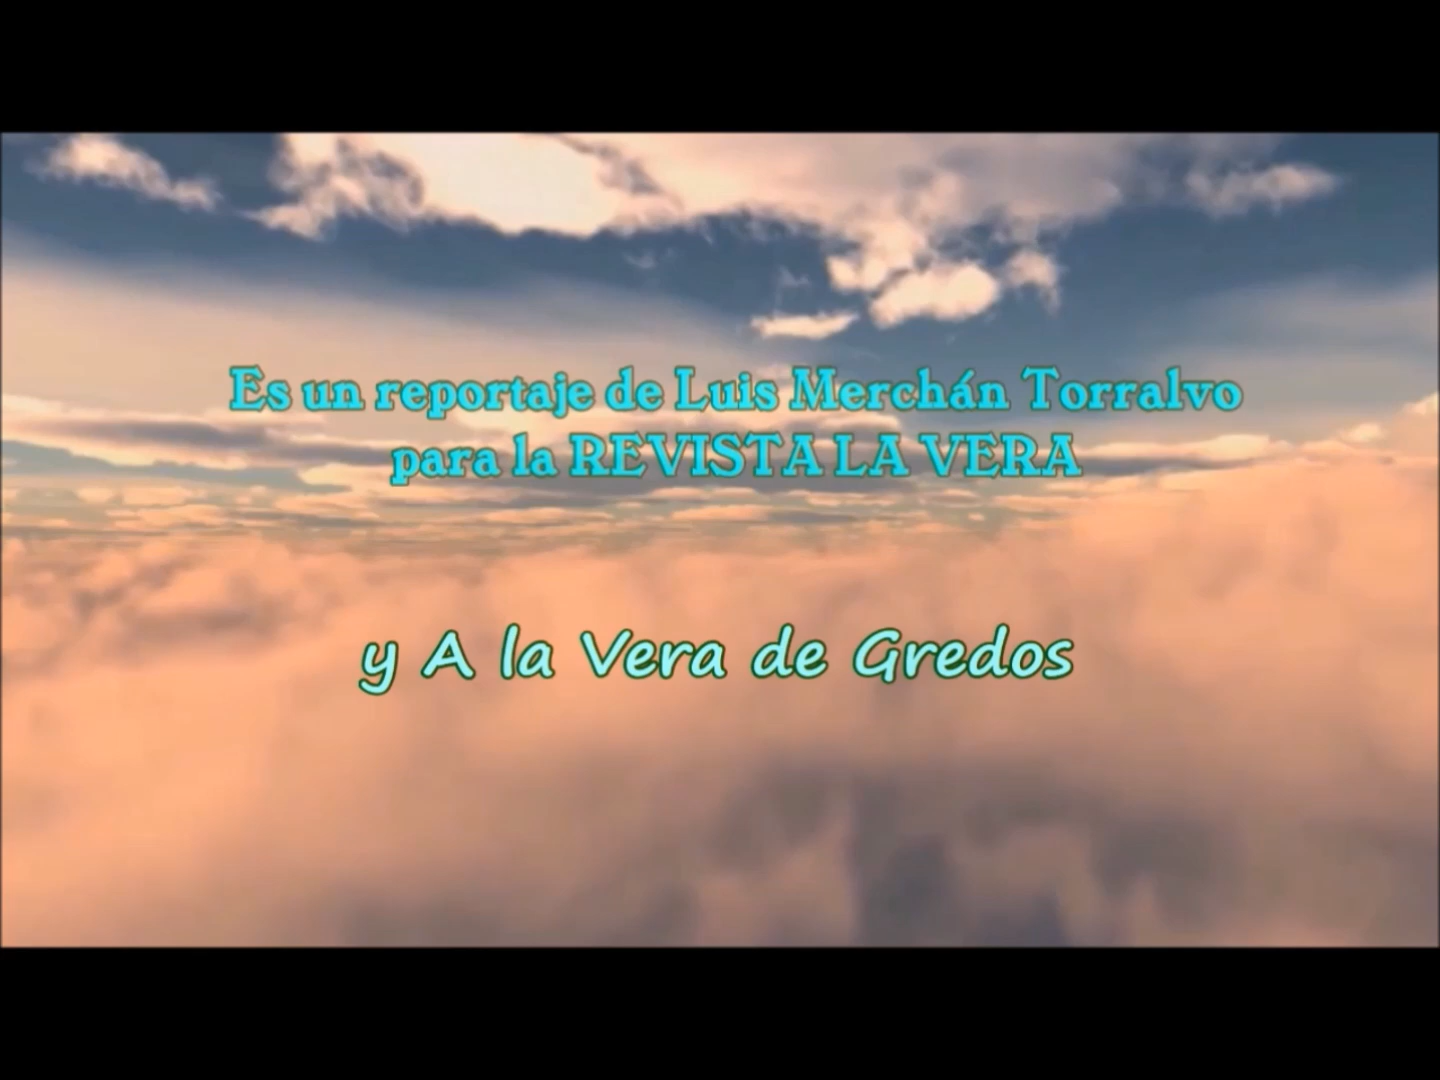 Es un reportaje de Luis Merchán Torralvo
para la REVISTA LA VERA
y A la Vera de Gredos